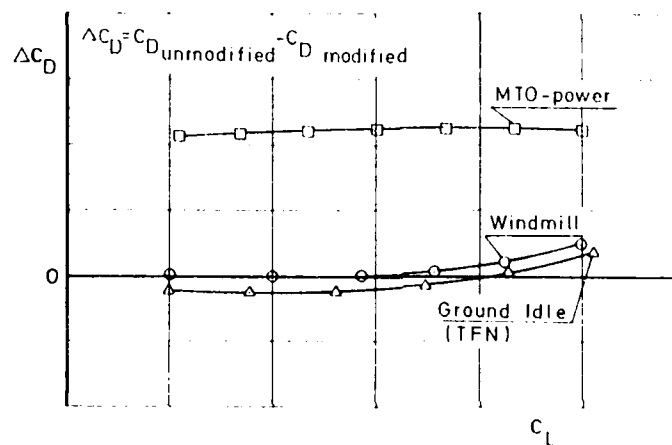 ΔC_D
ΔC_D = C_D unmodified - C_D modified
MTO-power
Windmill
0
Ground Idle
(TFN)
C_L